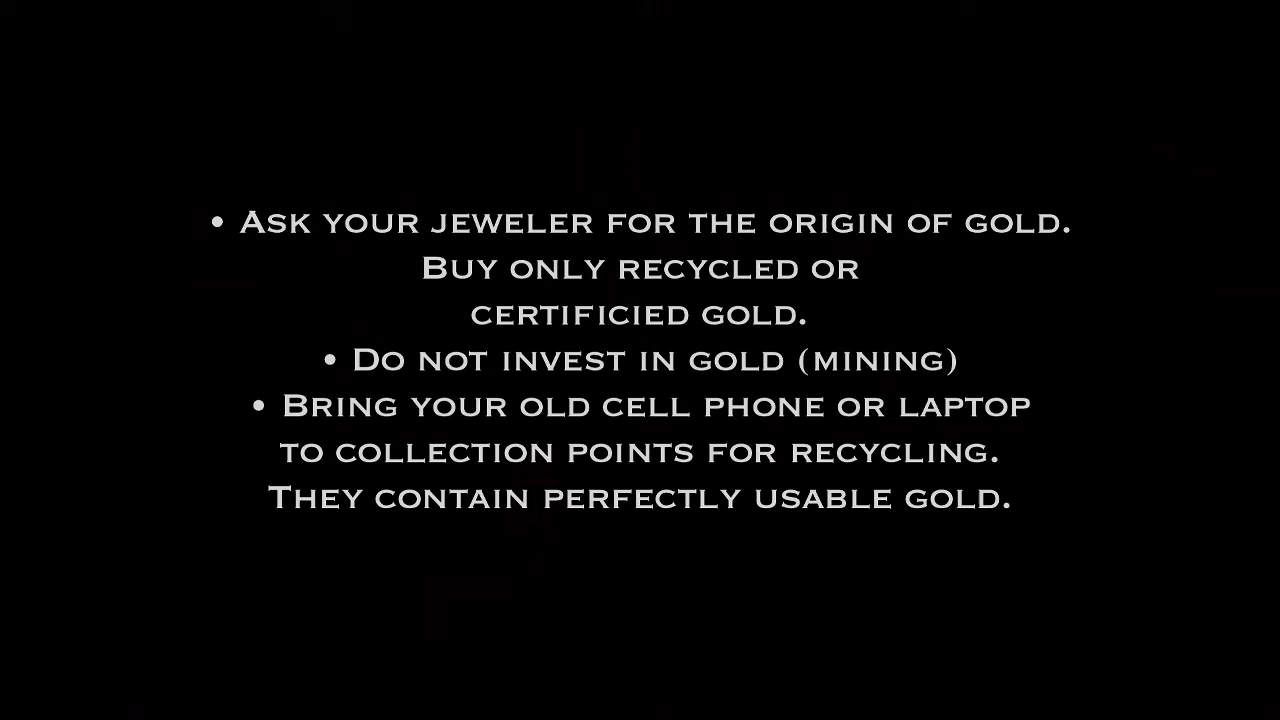 • Ask your jeweler for the origin of gold.
Buy only recycled or
certificied gold.
• Do not invest in gold (mining)
• Bring your old cell phone or laptop
to collection points for recycling.
They contain perfectly usable gold.